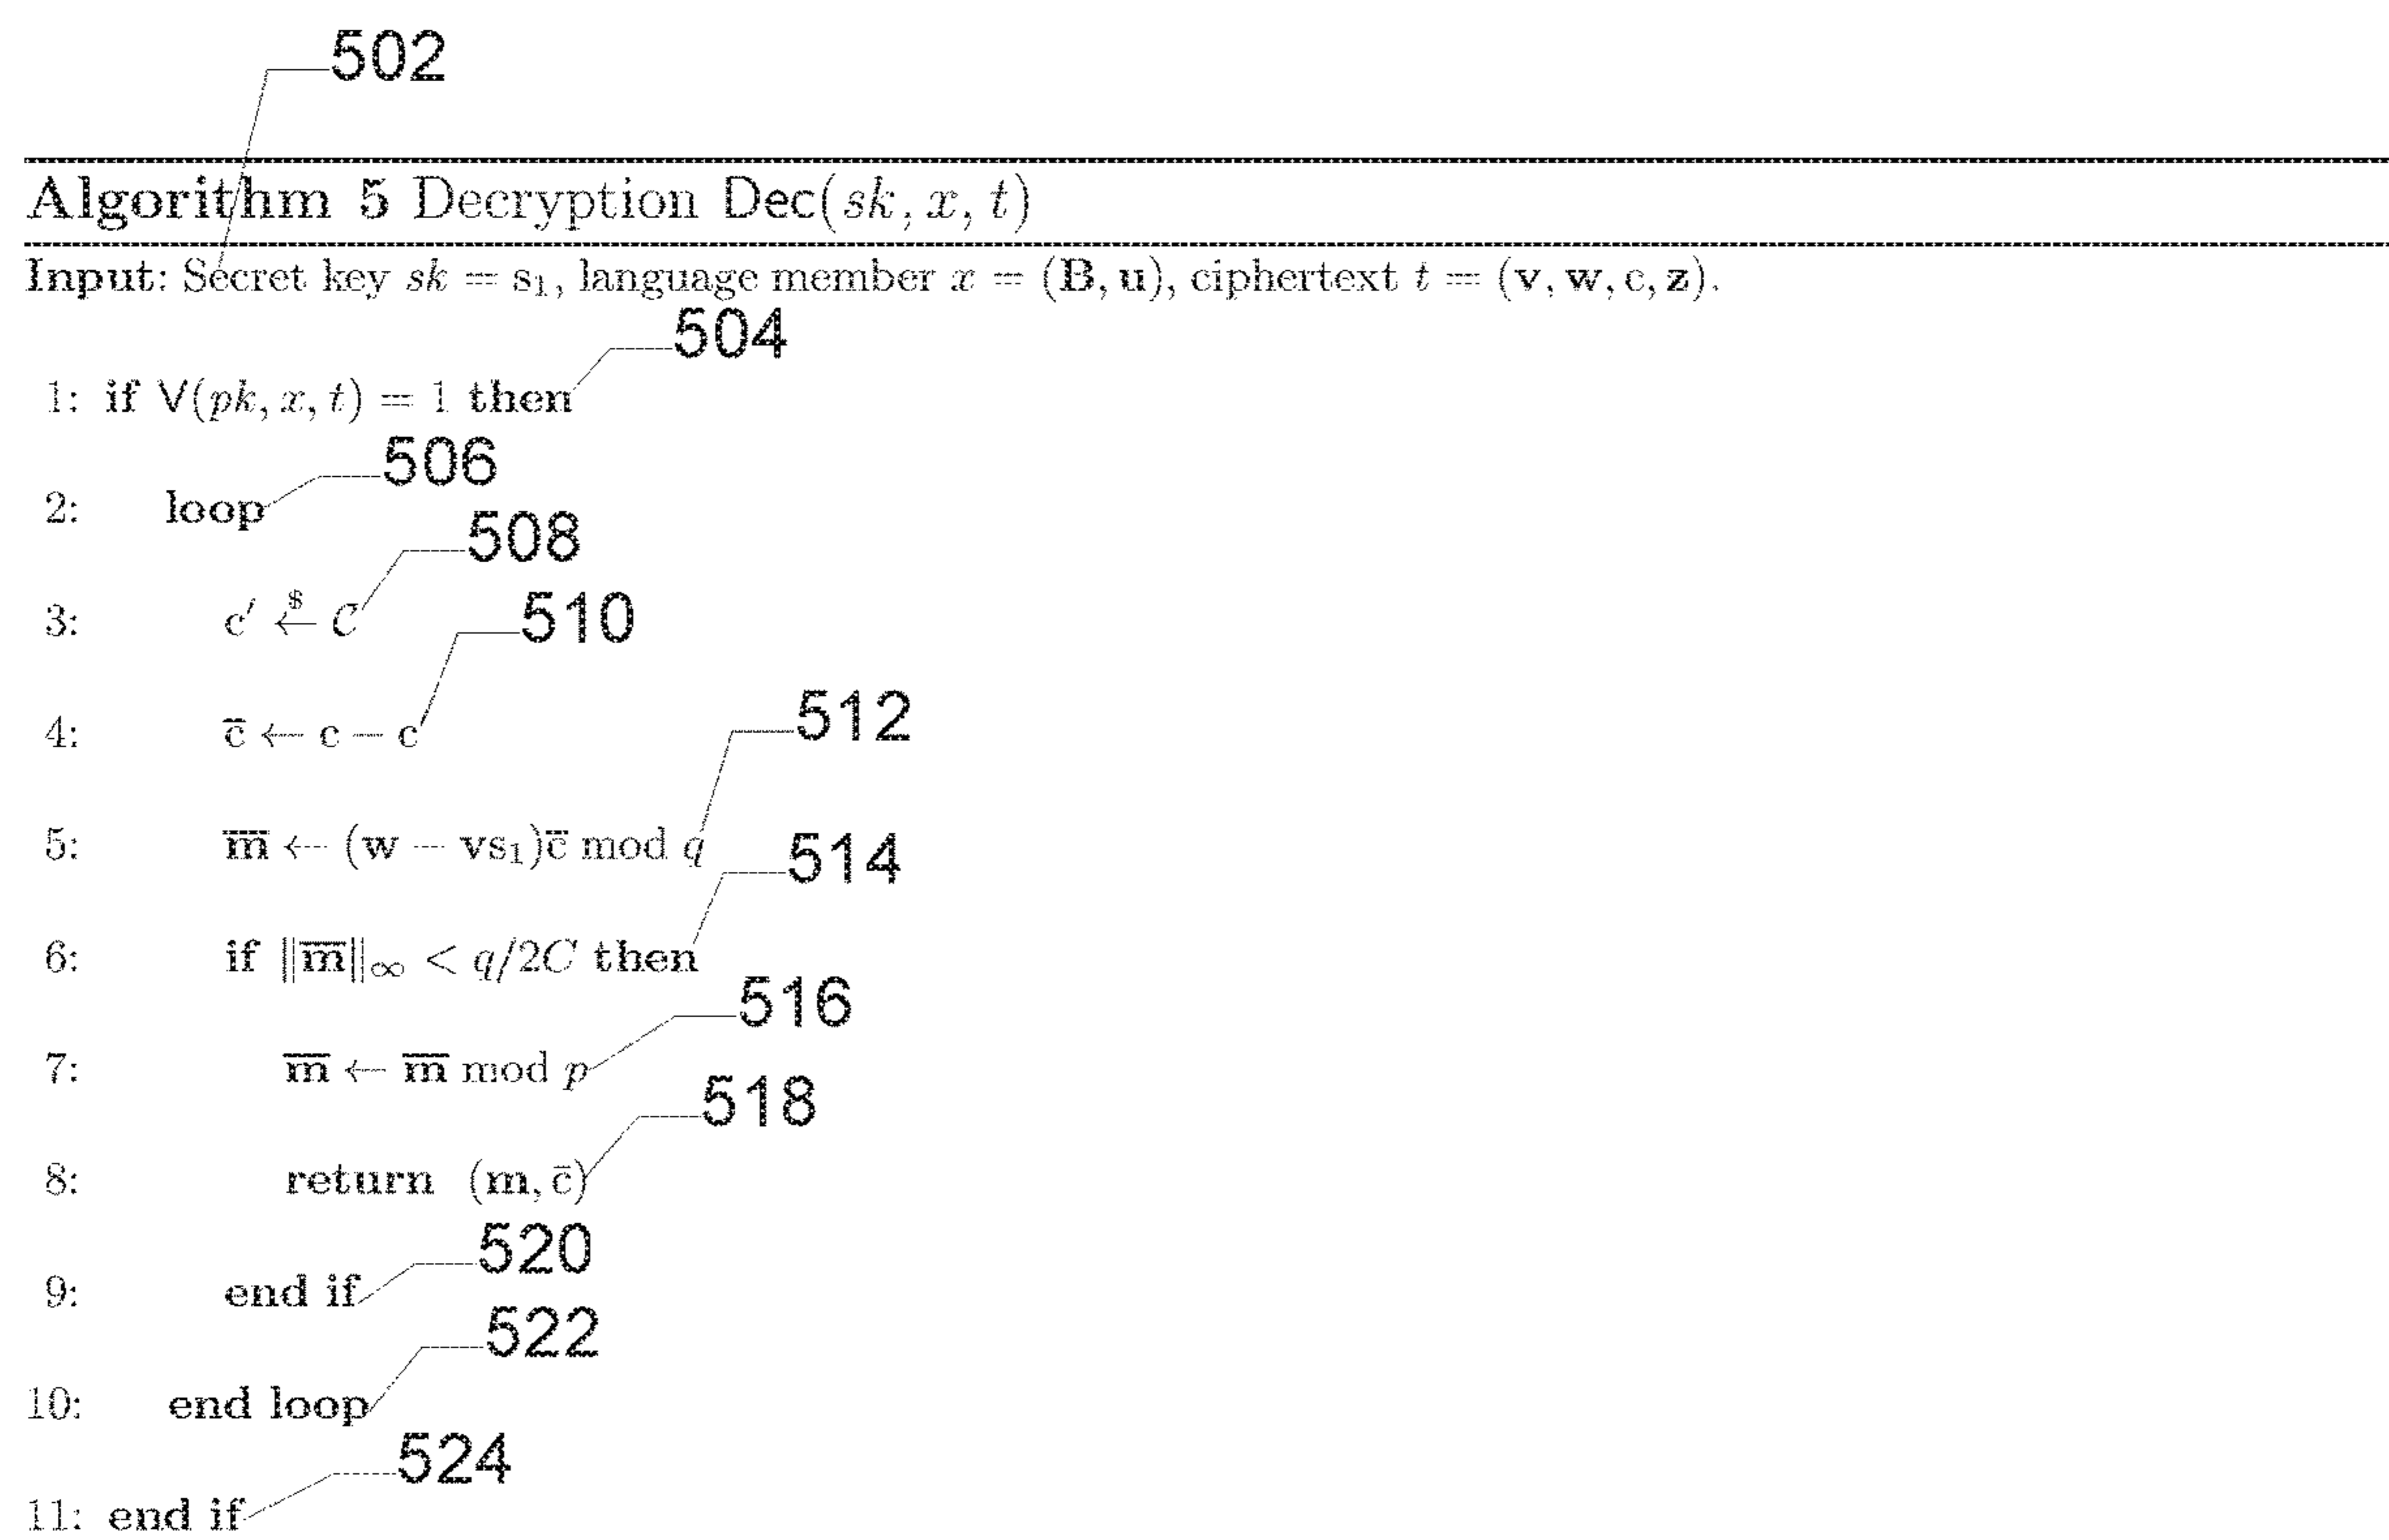 502
Algorithm 5 Decryption Dec(sk, x, t)
Input: Secret key sk = s₁, language member x = (B, u), ciphertext t = (v, w, c, z).
504
1: if V(pk, x, t) = 1 then
506
2: loop
508
3: c′ ←$ C
510
4: c̅ ← c − c
512
5: m̅ ← (w − vs₁)c̅ mod q
514
6: if ‖m̅‖∞ < q/2C then
516
7: m̅ ← m̅ mod p
518
8: return (m, c̅)
520
9: end if
522
10: end loop
524
11: end if